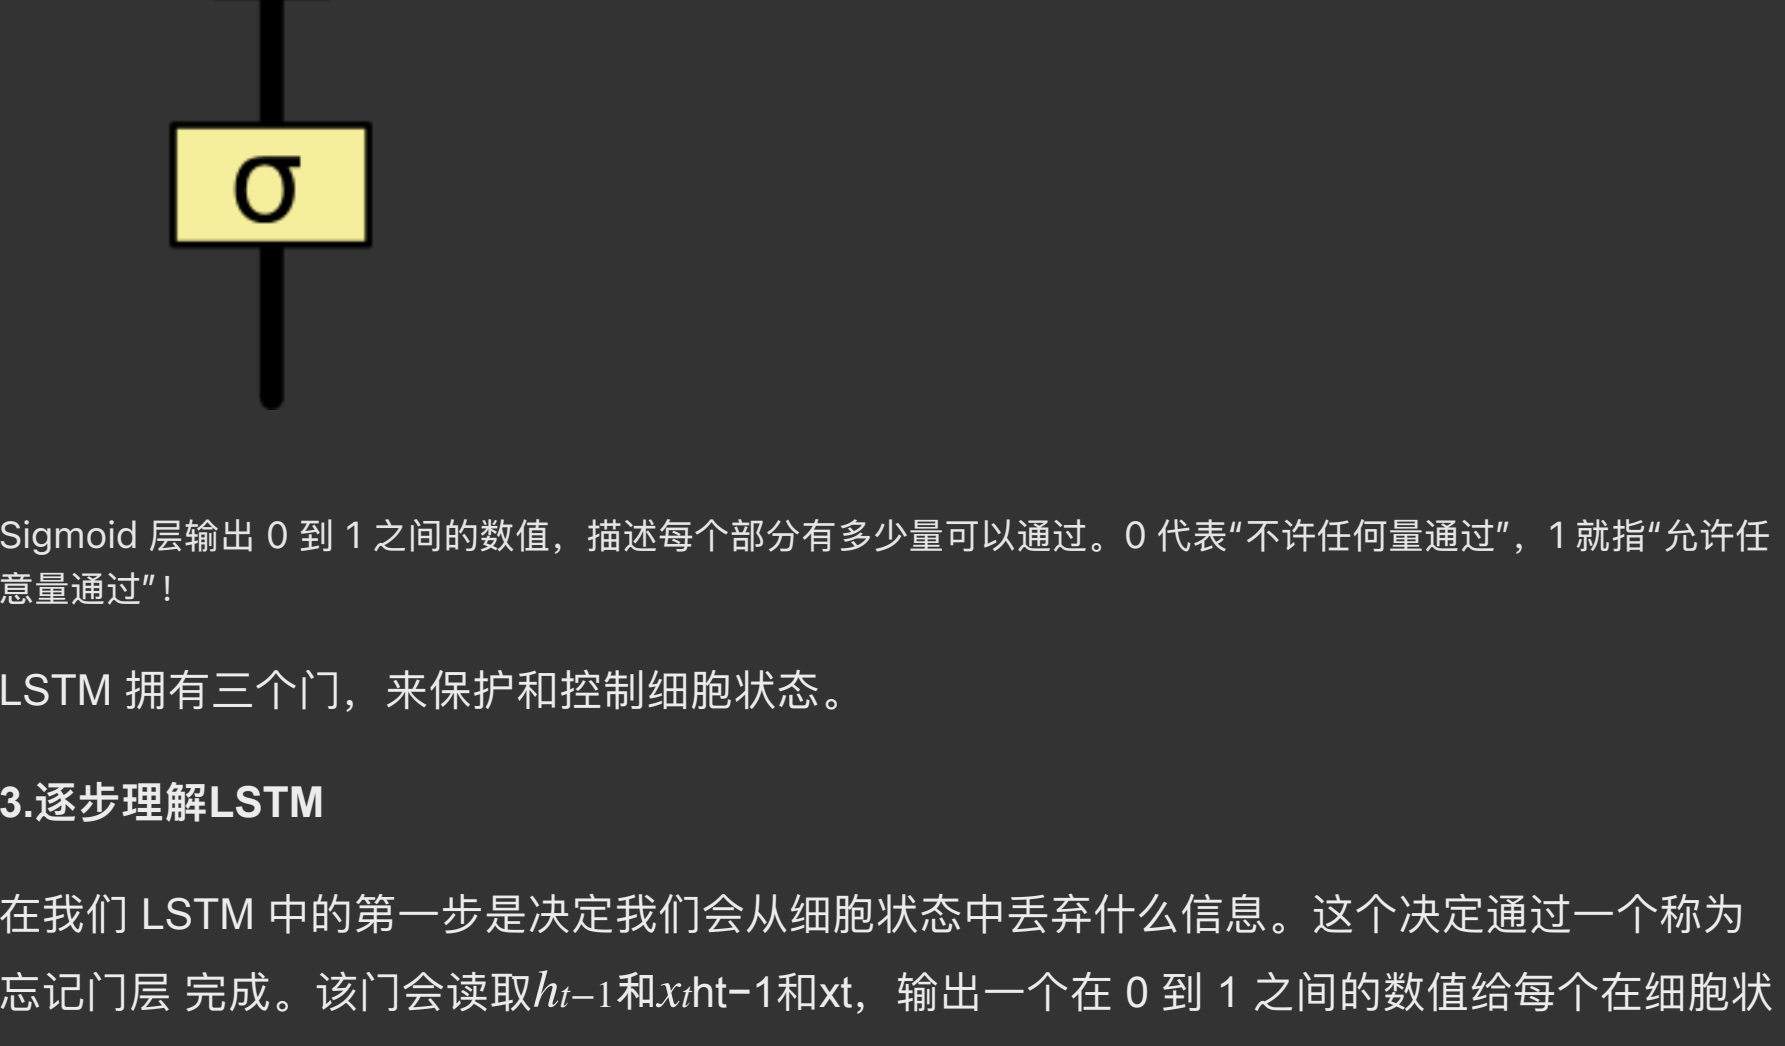 σ
Sigmoid 层输出 0 到 1 之间的数值，描述每个部分有多少量可以通过。0 代表“不许任何量通过”，1 就指“允许任
意量通过”！
LSTM 拥有三个门，来保护和控制细胞状态。
3.逐步理解LSTM
在我们 LSTM 中的第一步是决定我们会从细胞状态中丢弃什么信息。这个决定通过一个称为
忘记门层 完成。该门会读取ht−1和xtht−1和xt，输出一个在 0 到 1 之间的数值给每个在细胞状